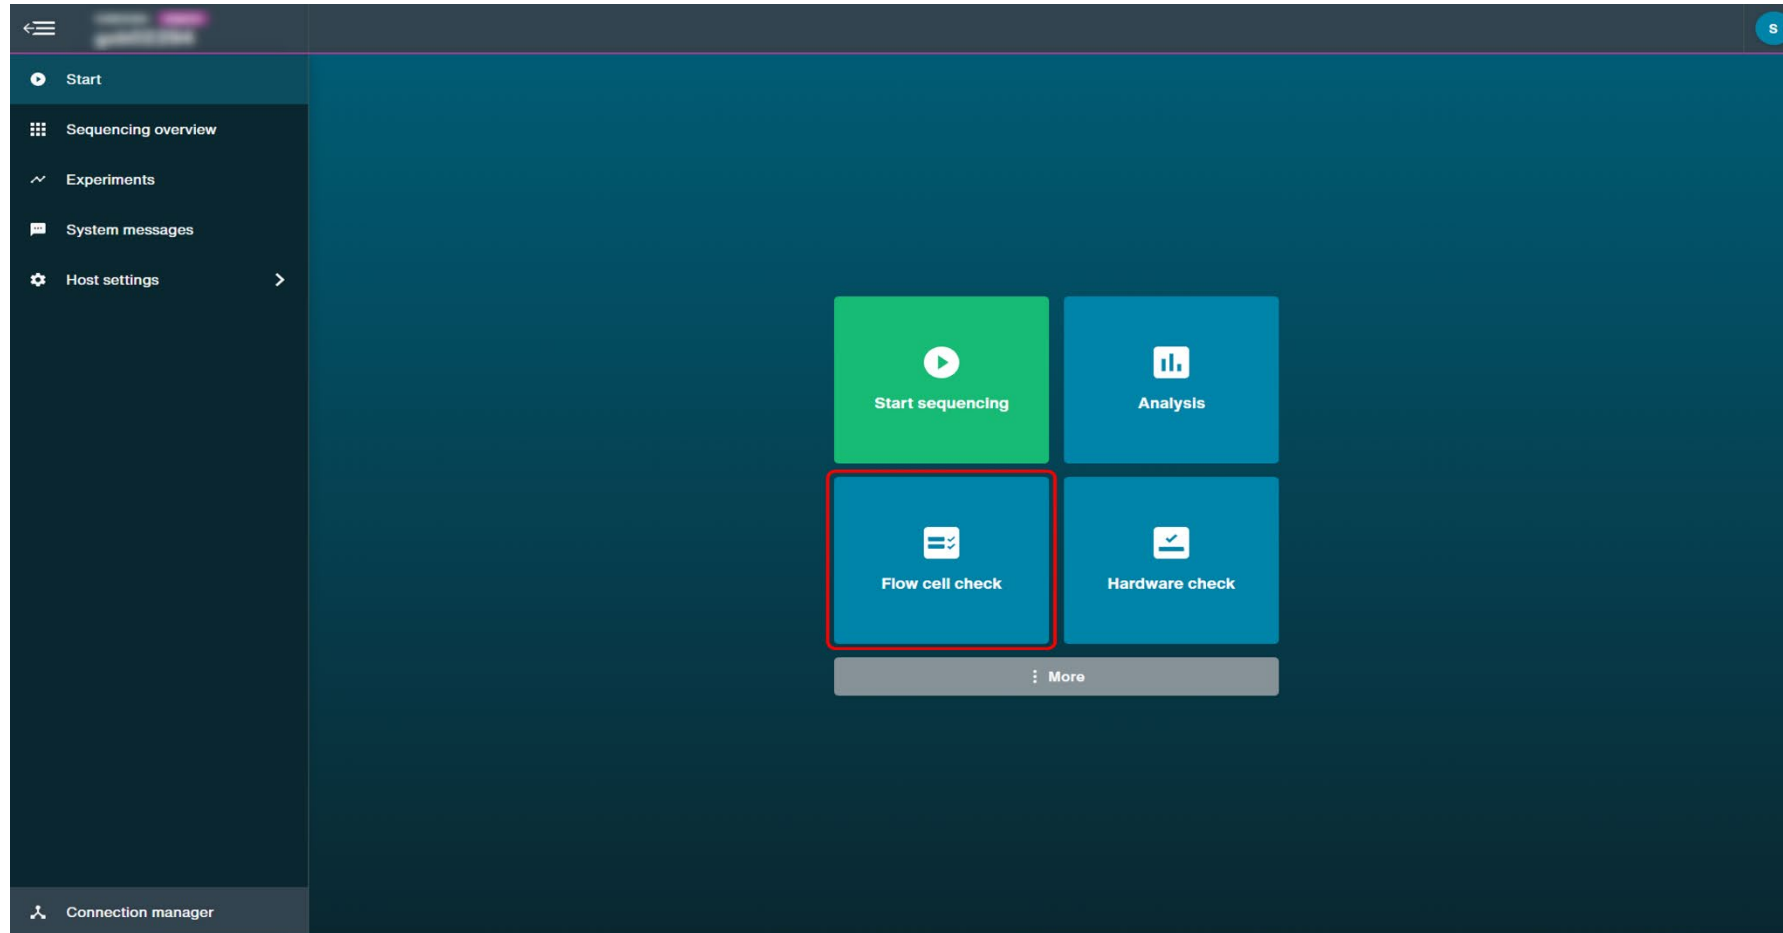 S
Start
Sequencing overview
Experiments
System messages
Host settings
Start sequencing
Analysis
Flow cell check
Hardware check
More
Connection manager